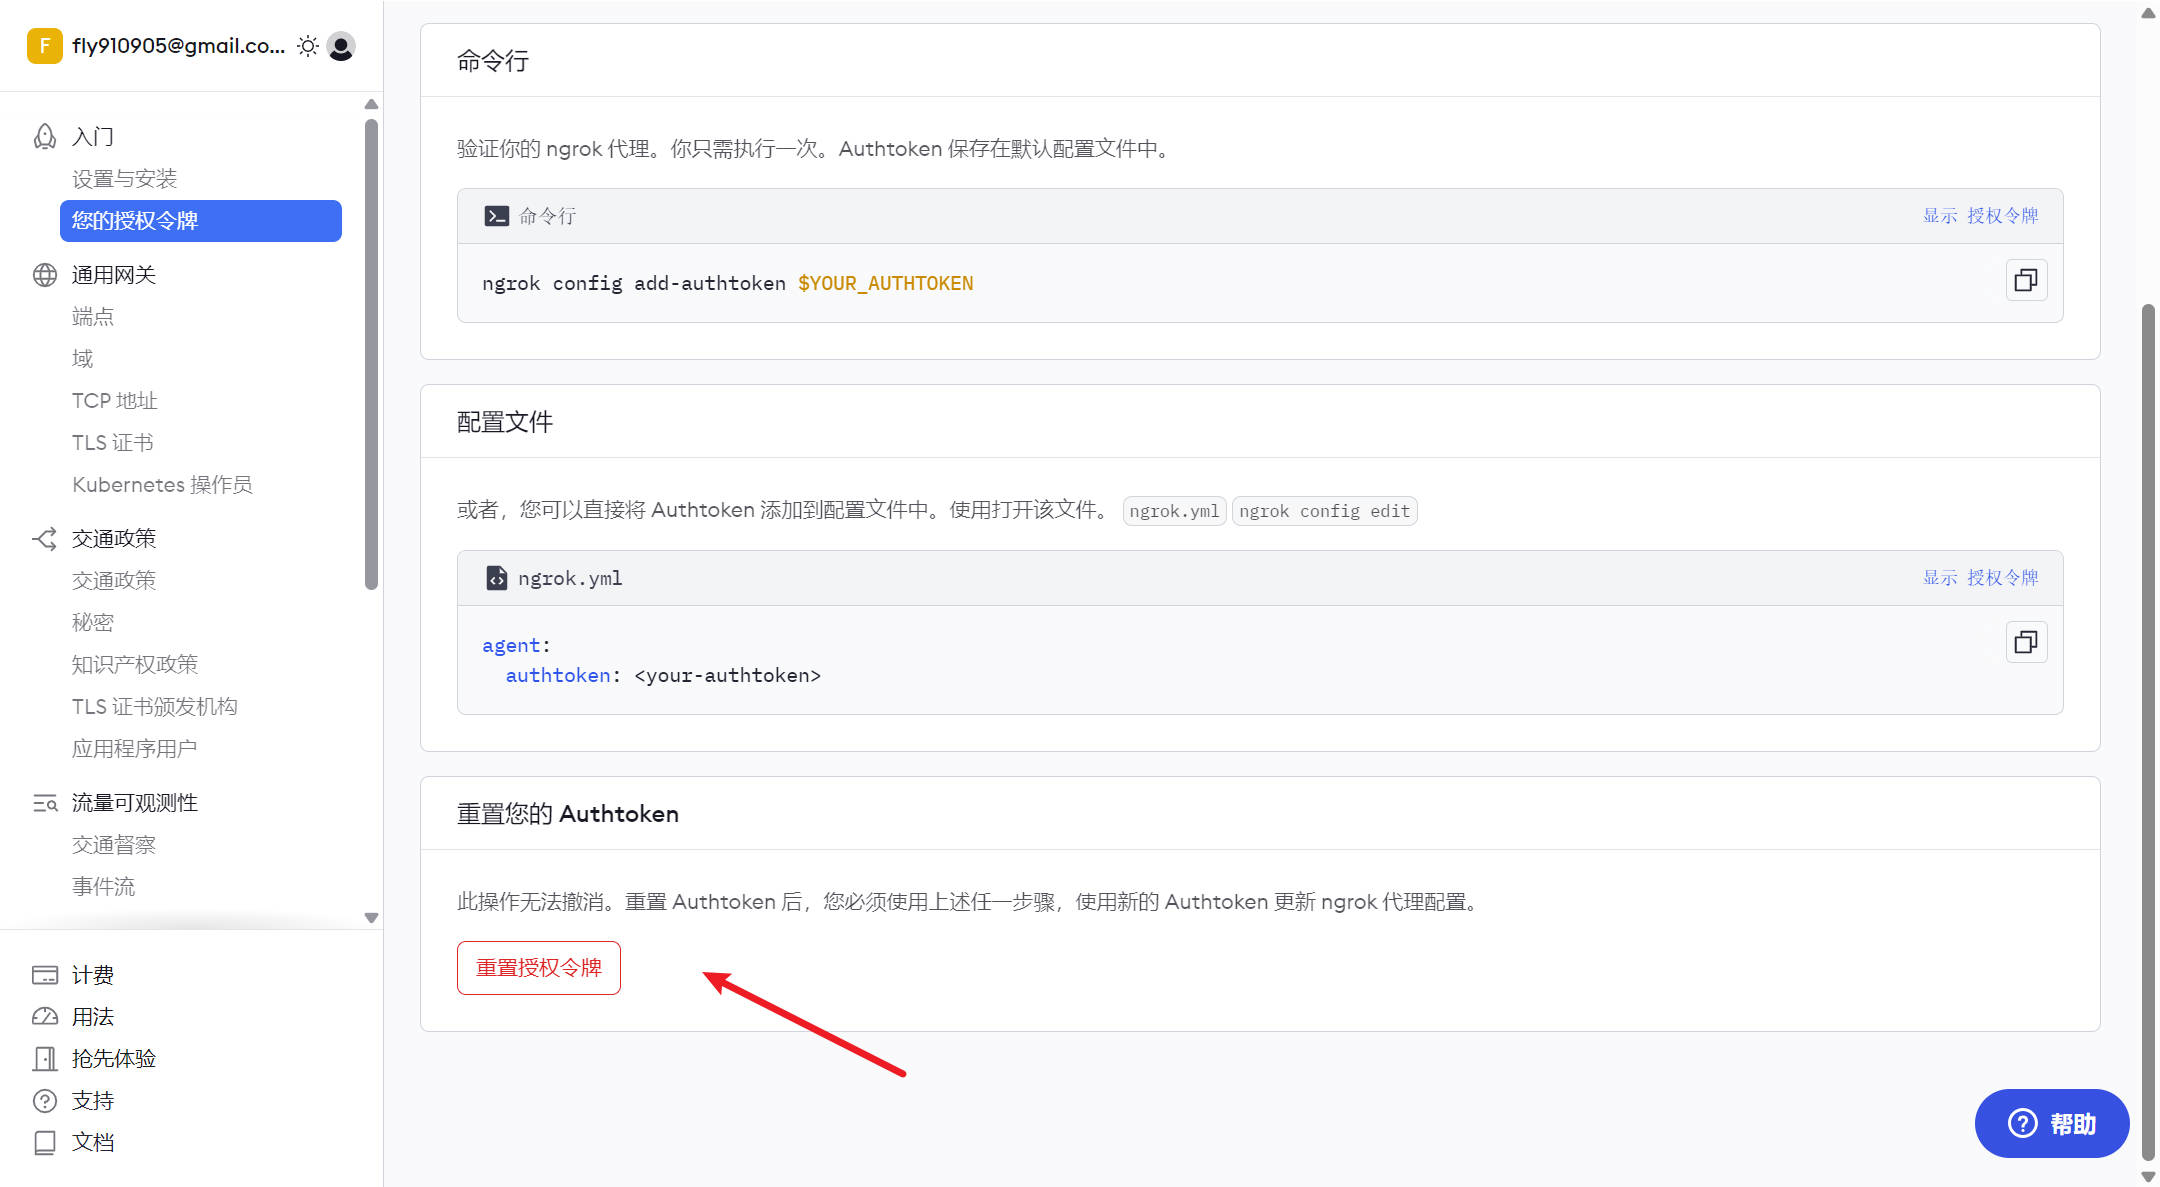 F fly910905@gmail.co...
入门
设置与安装
您的授权令牌
通用网关
端点
域
TCP 地址
TLS 证书
Kubernetes 操作员
交通政策
交通政策
秘密
知识产权政策
TLS 证书颁发机构
应用程序用户
流量可观测性
交通督察
事件流
计费
用法
抢先体验
支持
文档
命令行
验证你的 ngrok 代理。你只需执行一次。Authtoken 保存在默认配置文件中。
命令行 显示 授权令牌
ngrok config add-authtoken $YOUR_AUTHTOKEN
配置文件
或者，您可以直接将 Authtoken 添加到配置文件中。使用打开该文件。 ngrok.yml ngrok config edit
ngrok.yml 显示 授权令牌
agent:
authtoken: <your-authtoken>
重置您的 Authtoken
此操作无法撤消。重置 Authtoken 后，您必须使用上述任一步骤，使用新的 Authtoken 更新 ngrok 代理配置。
重置授权令牌
帮助